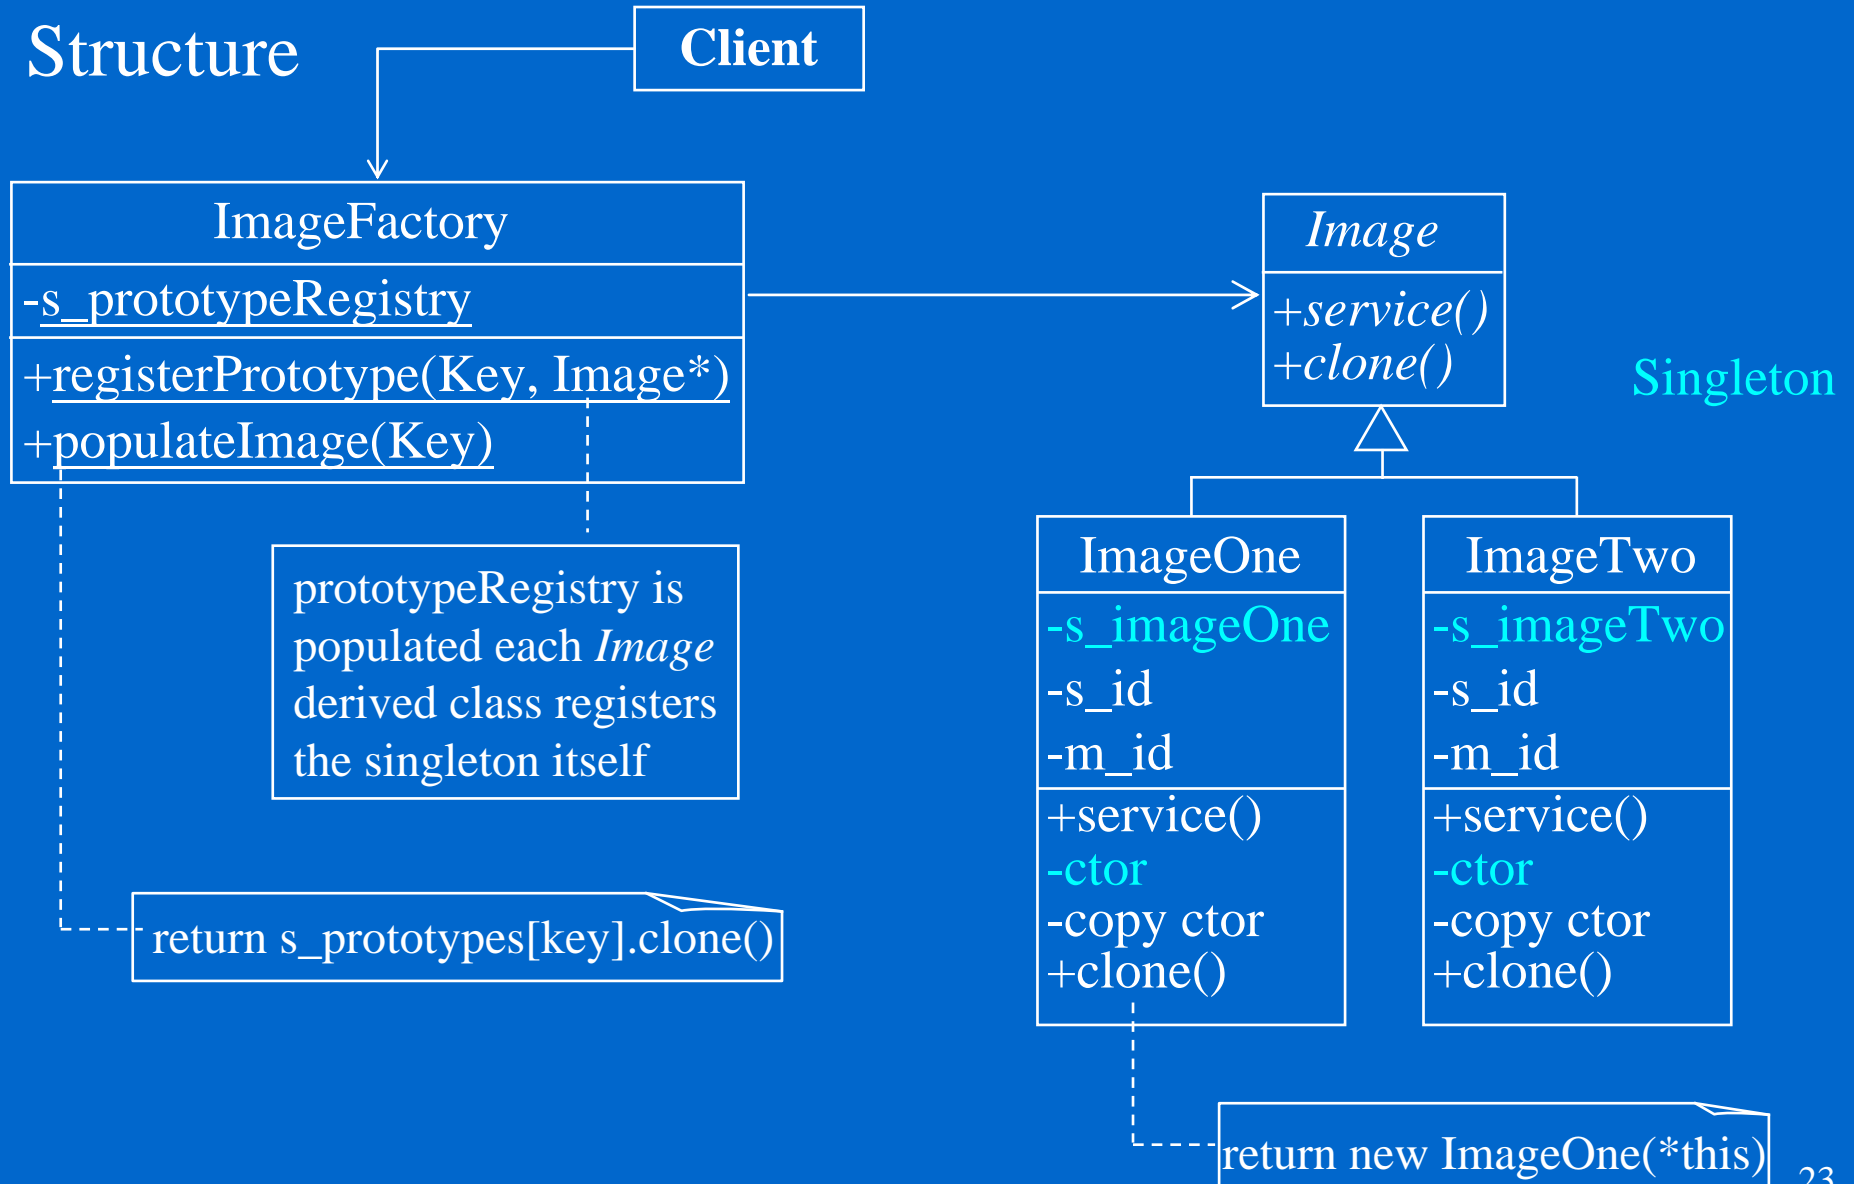 Structure
Client
ImageFactory
-s_prototypeRegistry
+registerPrototype(Key, Image*)
+populateImage(Key)
Image
+service()
+clone()
Singleton
prototypeRegistry is
populated each Image
derived class registers
the singleton itself
return s_prototypes[key].clone()
ImageOne
-s_imageOne
-s_id
-m_id
+service()
-ctor
-copy ctor
+clone()
ImageTwo
-s_imageTwo
-s_id
-m_id
+service()
-ctor
-copy ctor
+clone()
return new ImageOne(*this)
23